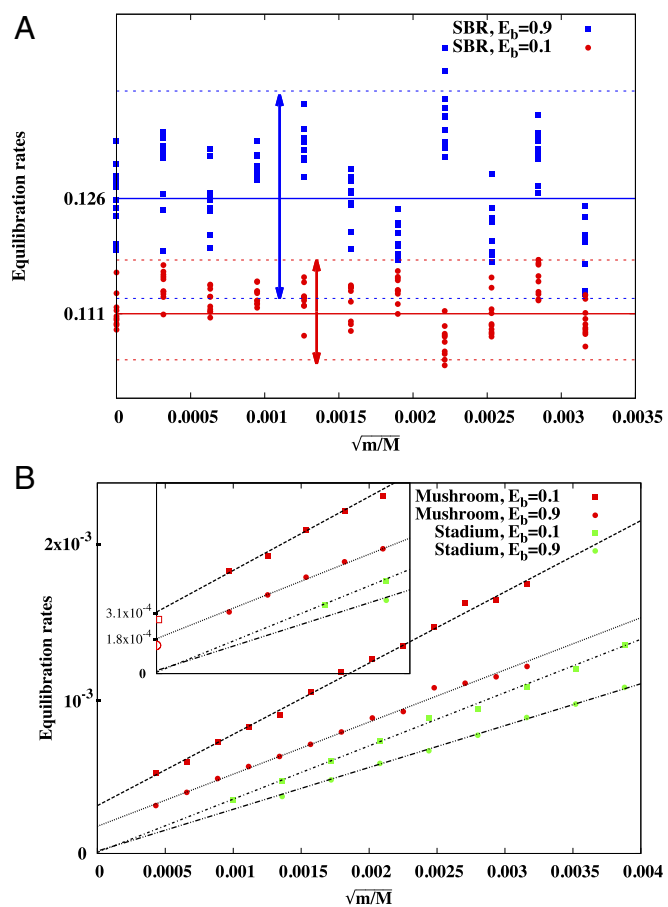 A
SBR, E_b=0.9
SBR, E_b=0.1
Equilibration rates
0.126
0.111
0 0.0005 0.001 0.0015 0.002 0.0025 0.003 0.0035
√m/M
B
Mushroom, E_b=0.1
Mushroom, E_b=0.9
Stadium, E_b=0.1
Stadium, E_b=0.9
2x10^-3
3.1x10^-4
1.8x10^-4
0
Equilibration rates
10^-3
0
0 0.0005 0.001 0.0015 0.002 0.0025 0.003 0.0035 0.004
√m/M